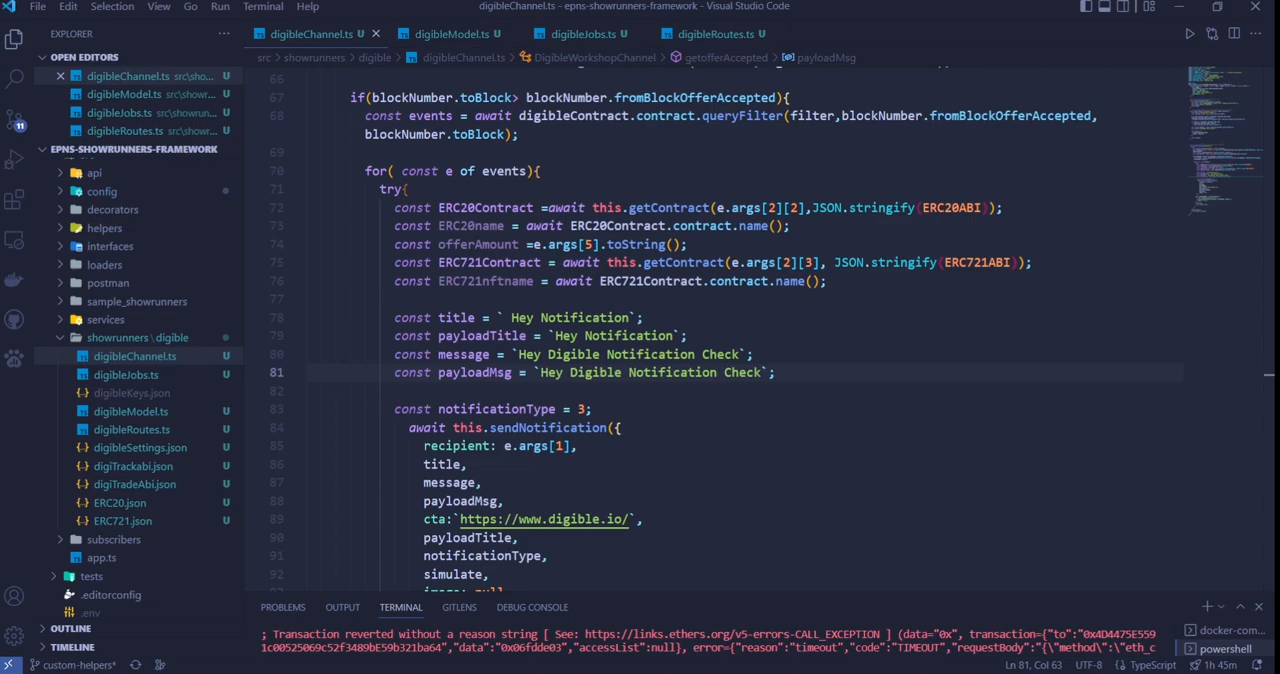 File Edit Selection View Go Run Terminal Help digibleChannel.ts - epns-showrunners-framework - Visual Studio Code
EXPLORER
OPEN EDITORS
digibleChannel.ts src\sho... U
digibleModel.ts src\showr... U
digibleJobs.ts src\showrun... U
digibleRoutes.ts src\showr... U
EPNS-SHOWRUNNERS-FRAMEWORK
api
config
decorators
helpers
interfaces
loaders
postman
sample_showrunners
services
showrunners\digible
digibleChannel.ts U
digibleJobs.ts U
digibleKeys.json
digibleModel.ts U
digibleRoutes.ts U
digibleSettings.json U
digiTrackabi.json U
digiTradeAbi.json U
ERC20.json U
ERC721.json U
subscribers
app.ts
tests
.editorconfig
.env
OUTLINE
TIMELINE
11
digibleChannel.ts U digibleModel.ts U digibleJobs.ts U digibleRoutes.ts U
src > showrunners > digible > digibleChannel.ts > DigibleWorkshopChannel > getofferAccepted > payloadMsg
66
67 if(blockNumber.toBlock> blockNumber.fromBlockOfferAccepted){
68 const events = await digibleContract.contract.queryFilter(filter,blockNumber.fromBlockOfferAccepted,
blockNumber.toBlock);
69
70 for( const e of events){
71 try{
72 const ERC20Contract =await this.getContract(e.args[2][2],JSON.stringify(ERC20ABI));
73 const ERC20name = await ERC20Contract.contract.name();
74 const offerAmount =e.args[5].toString();
75 const ERC721Contract = await this.getContract(e.args[2][3], JSON.stringify(ERC721ABI));
76 const ERC721nftname = await ERC721Contract.contract.name();
77
78 const title = ` Hey Notification`;
79 const payloadTitle = `Hey Notification`;
80 const message = `Hey Digible Notification Check`;
81 const payloadMsg = `Hey Digible Notification Check`;
82
83 const notificationType = 3;
84 await this.sendNotification({
85 recipient: e.args[1],
86 title,
87 message,
88 payloadMsg,
89 cta:`https://www.digible.io/`,
90 payloadTitle,
91 notificationType,
92 simulate,
PROBLEMS OUTPUT TERMINAL GITLENS DEBUG CONSOLE
; Transaction reverted without a reason string [ See: https://links.ethers.org/v5-errors-CALL_EXCEPTION ] (data="0x", transaction={"to":"0x4D4475E559
1c00525069c52f3489bE59b321ba64","data":"0x06fdde03","accessList":null}, error={"reason":"timeout","code":"TIMEOUT","requestBody":"{\"method\":\"eth_c
docker-com...
powershell
custom-helpers* Ln 81, Col 63 UTF-8 TypeScript 1h 45m